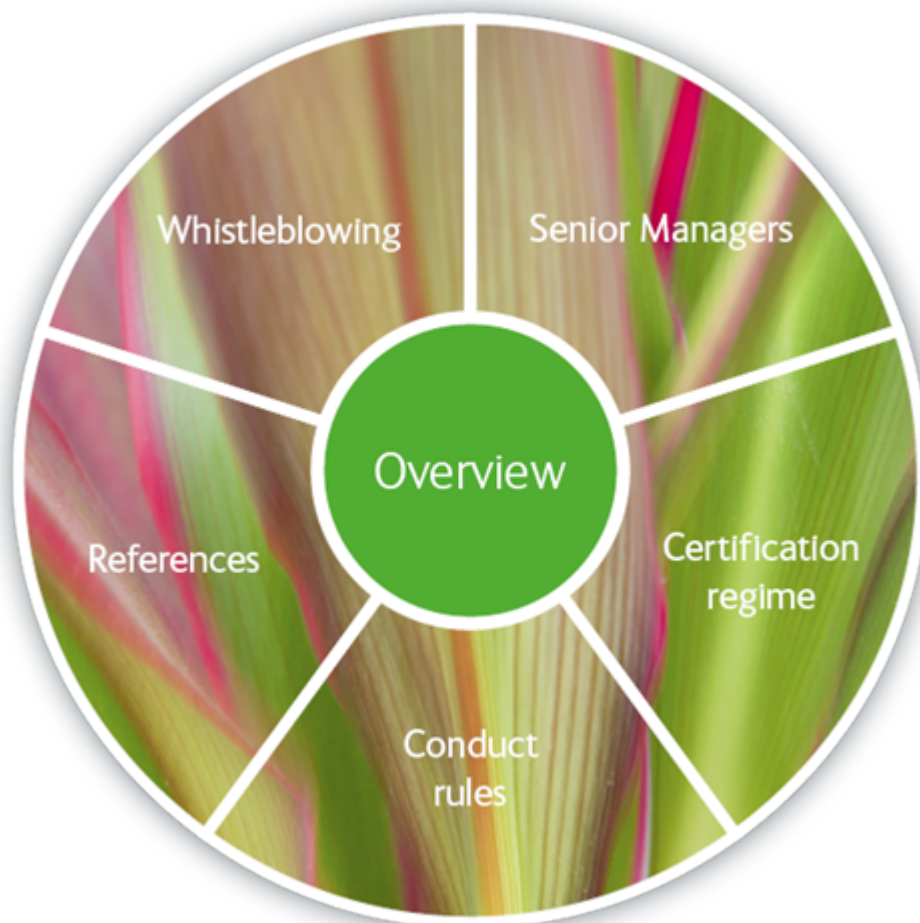 Whistleblowing
Senior Managers
Overview
References
Certification
regime
Conduct
rules